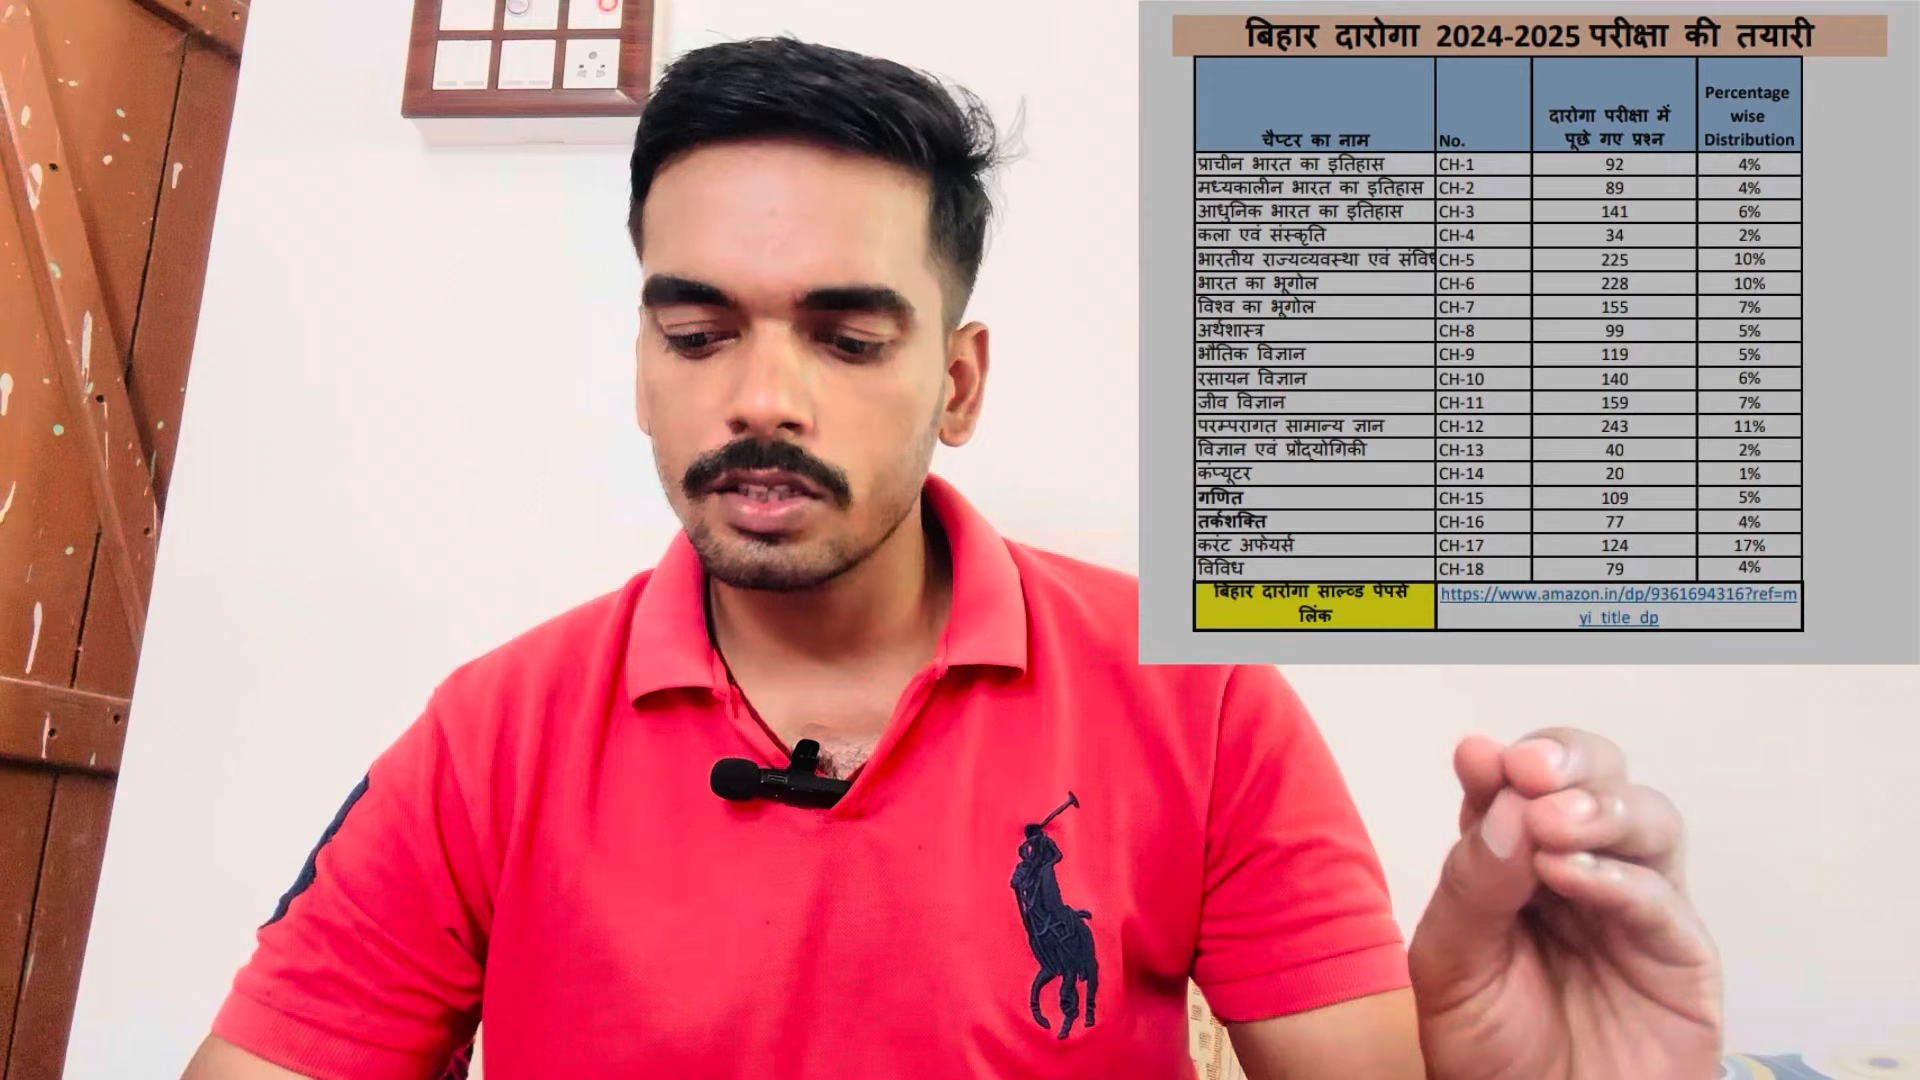 बिहार दारोगा 2024-2025 परीक्षा की तयारी
चैप्टर का नाम No. दारोगा परीक्षा में पूछे गए प्रश्न Percentage wise Distribution
प्राचीन भारत का इतिहास CH-1 92 4%
मध्यकालीन भारत का इतिहास CH-2 89 4%
आधुनिक भारत का इतिहास CH-3 141 6%
कला एवं संस्कृति CH-4 34 2%
भारतीय राज्यव्यवस्था एवं CH-5 225 10%
भारत का भूगोल CH-6 228 10%
विश्व का भूगोल CH-7 155 7%
अर्थशास्त्र CH-8 99 5%
भौतिक विज्ञान CH-9 119 5%
रसायन विज्ञान CH-10 140 6%
जीव विज्ञान CH-11 159 7%
परम्परागत सामान्य ज्ञान CH-12 243 11%
विज्ञान एवं प्रौद्योगिकी CH-13 40 2%
कंप्यूटर CH-14 20 1%
गणित CH-15 109 5%
तर्कशक्ति CH-16 77 4%
करंट अफेयर्स CH-17 124 17%
विविध CH-18 79 4%
बिहार दारोगा साल्व्ड पेपर्स
लिंक
https://www.amazon.in/dp/9361694316?ref=m
yi_title_dp